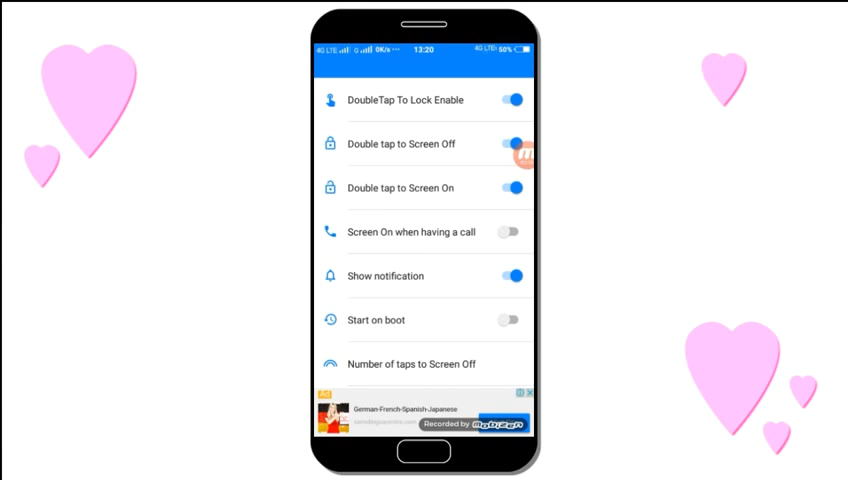 4G LTE G 0K/s ··· 13:20 4G LTE 50%
DoubleTap To Lock Enable
Double tap to Screen Off
Double tap to Screen On
Screen On when having a call
Show notification
Start on boot
Number of taps to Screen Off
Ad
German-French-Spanish-Japanese
Recorded by mobizen